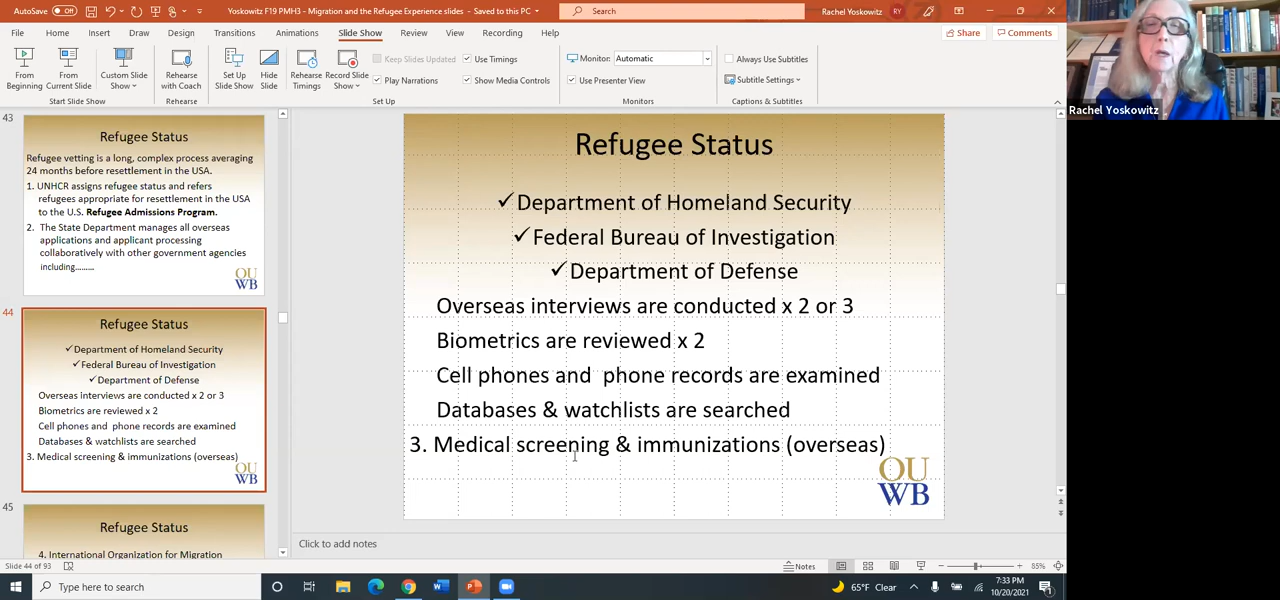 AutoSave Off Yoskowitz F19 PMH3 - Migration and the Refugee Experience slides - Saved to this PC Search Rachel Yoskowitz RY
File Home Insert Draw Design Transitions Animations Slide Show Review View Recording Help Share Comments
From Beginning
From Current Slide
Custom Slide Show
Start Slide Show
Rehearse with Coach
Rehearse
Set Up Slide Show
Hide Slide
Rehearse Timings
Record Slide Show
Keep Slides Updated
Play Narrations
Use Timings
Show Media Controls
Set Up
Monitor: Automatic
Use Presenter View
Monitors
Always Use Subtitles
Subtitle Settings
Captions & Subtitles
Rachel Yoskowitz
43
Refugee Status
Refugee vetting is a long, complex process averaging
24 months before resettlement in the USA.
1. UNHCR assigns refugee status and refers
refugees appropriate for resettlement in the USA
to the U.S. Refugee Admissions Program.
2. The State Department manages all overseas
applications and applicant processing
collaboratively with other government agencies
including.........
OU
WB
44
Refugee Status
✓Department of Homeland Security
✓Federal Bureau of Investigation
✓Department of Defense
Overseas interviews are conducted x 2 or 3
Biometrics are reviewed x 2
Cell phones and phone records are examined
Databases & watchlists are searched
3. Medical screening & immunizations (overseas)
OU
WB
45
Refugee Status
4. International Organization for Migration
Refugee Status
✓Department of Homeland Security
✓Federal Bureau of Investigation
✓Department of Defense
Overseas interviews are conducted x 2 or 3
Biometrics are reviewed x 2
Cell phones and phone records are examined
Databases & watchlists are searched
3. Medical screening & immunizations (overseas)
OU
WB
Click to add notes
Slide 44 of 93 Notes 85%
Type here to search 65°F Clear 7:33 PM
10/20/2021